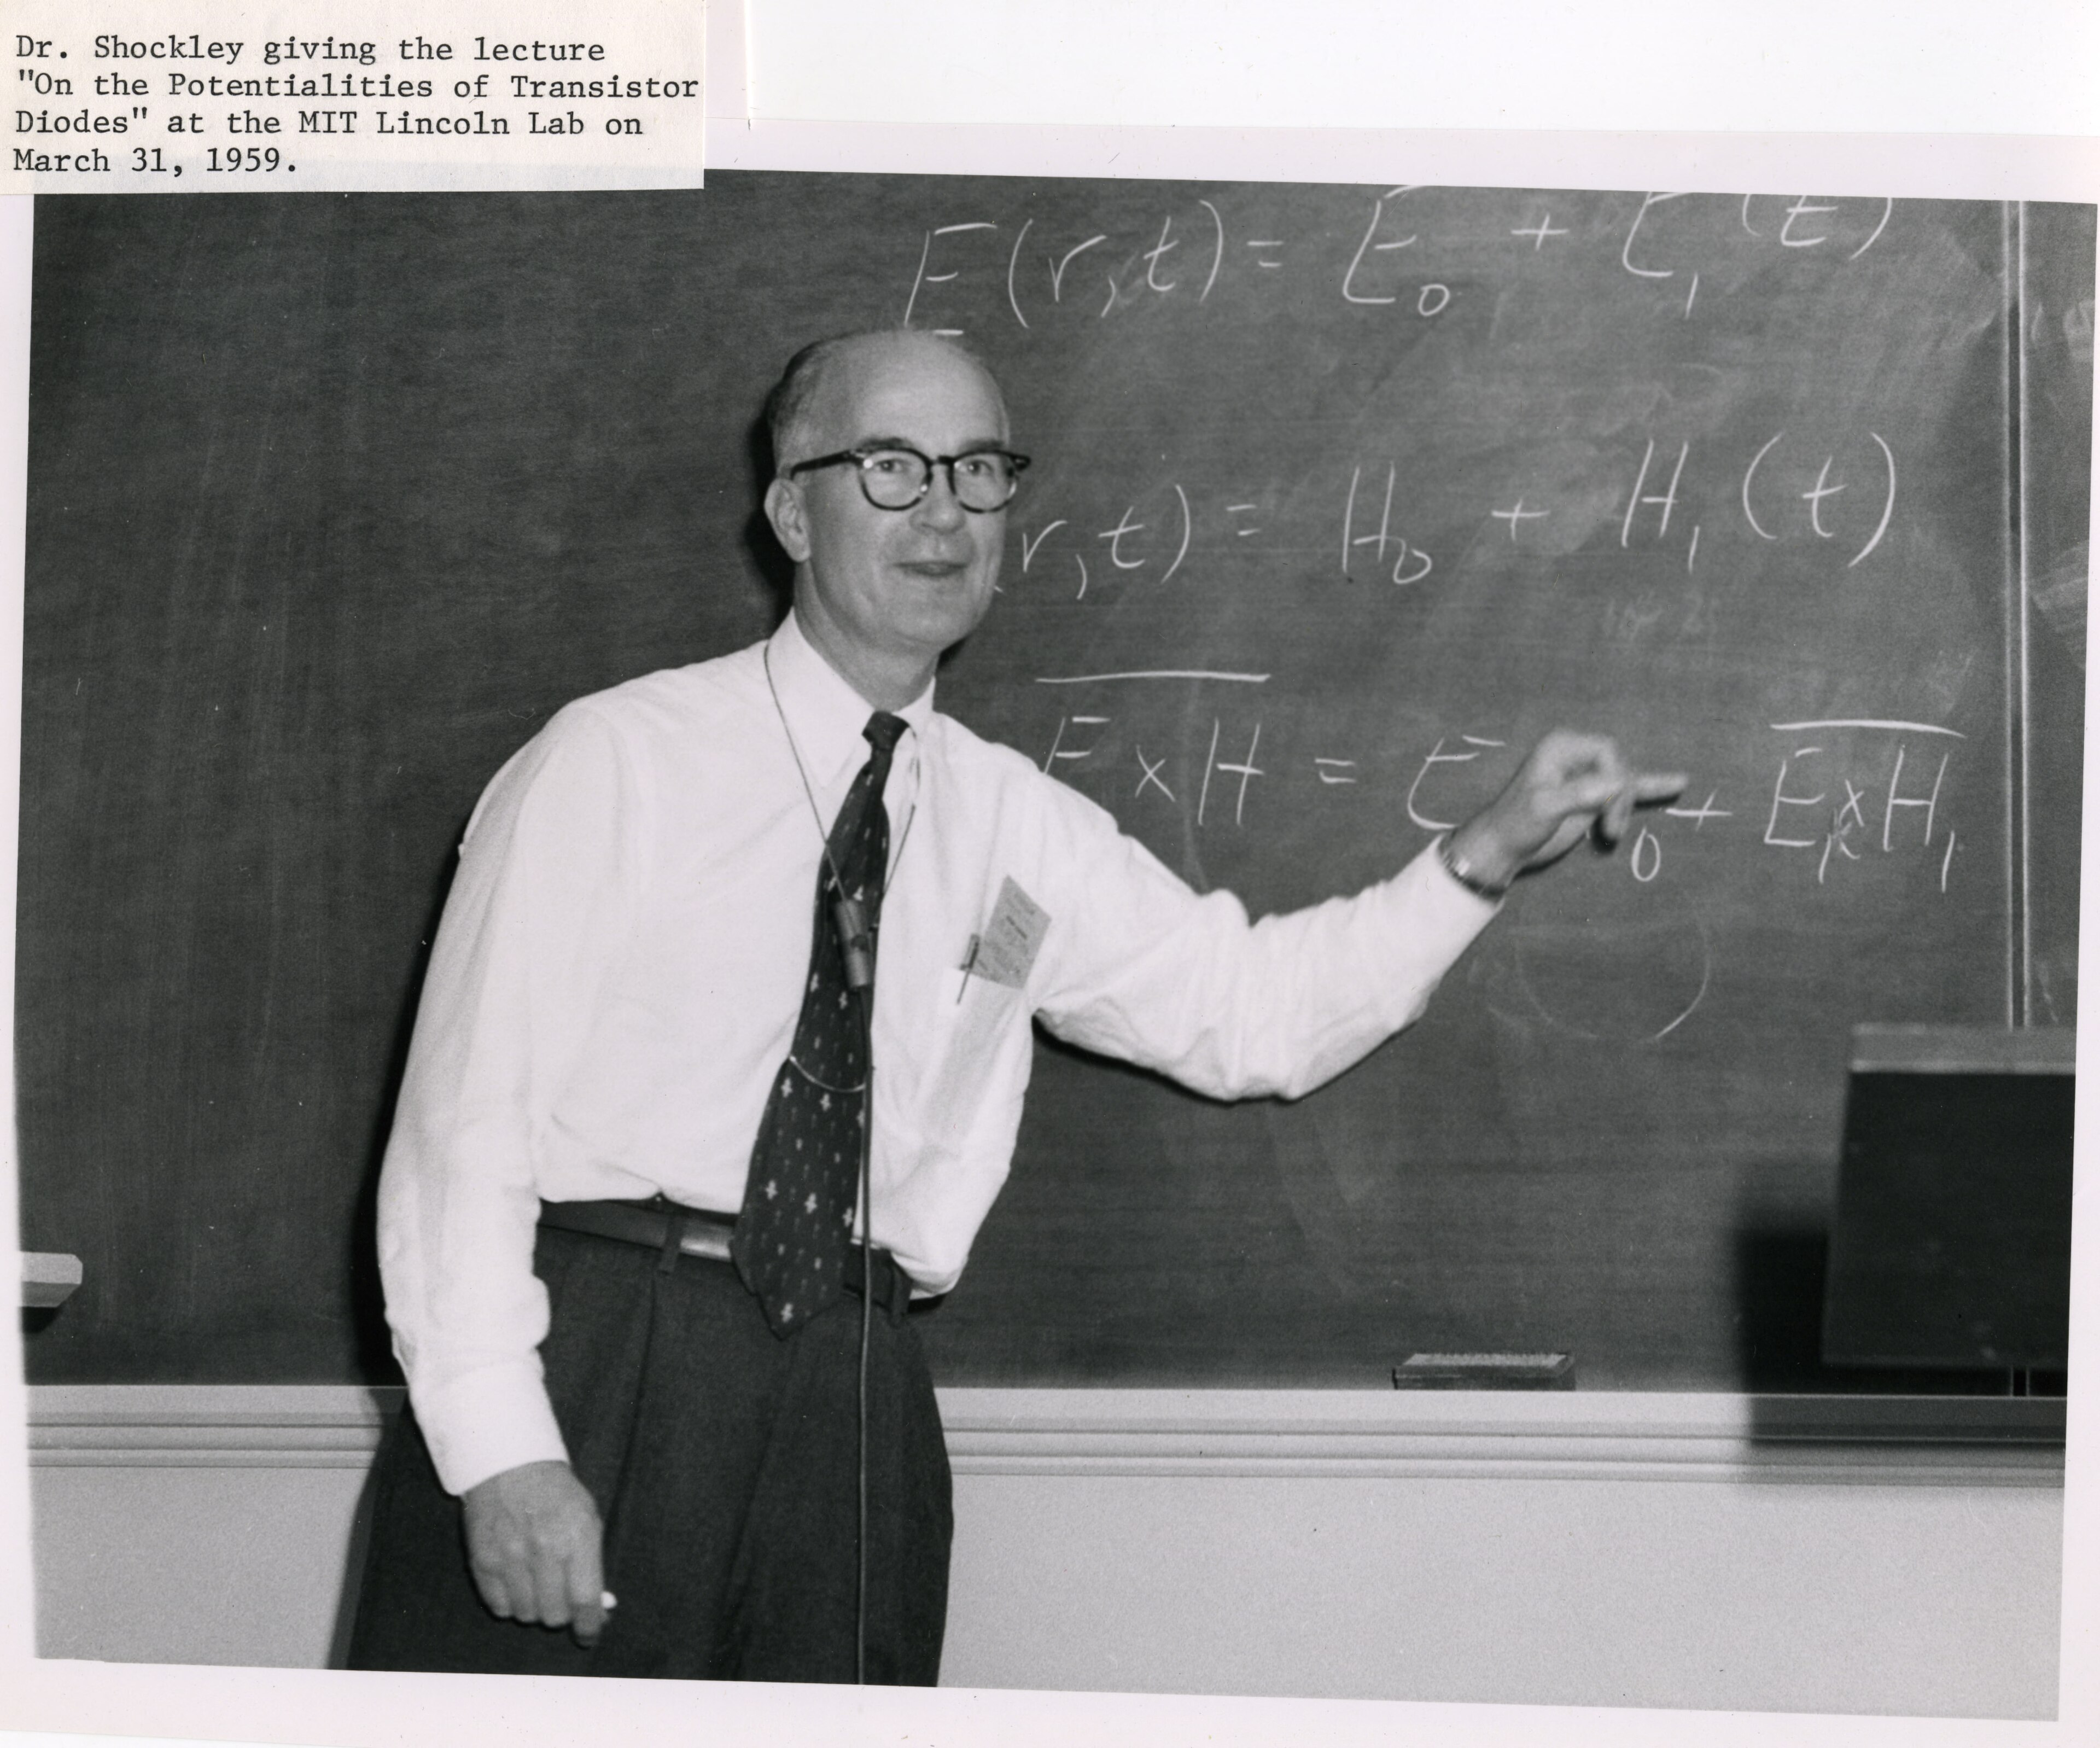 Dr. Shockley giving the lecture
"On the Potentialities of Transistor
Diodes" at the MIT Lincoln Lab on
March 31, 1959.
E(r,t) = E₀ + E₁(t)
r,t) = H₀ + H₁(t)
E x H = E ₀ + E₁ x H₁